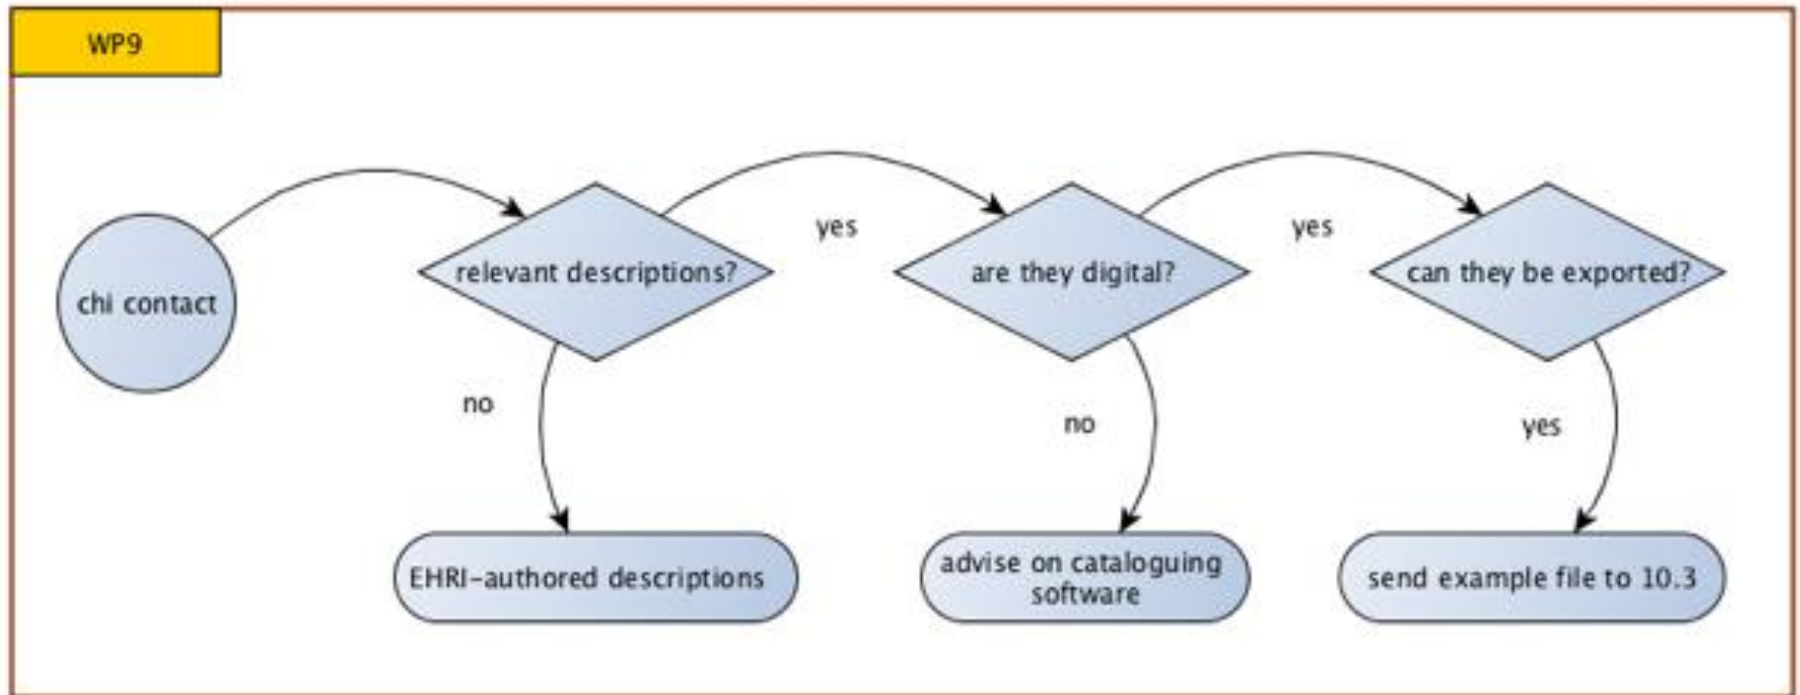 WP9
chi contact
relevant descriptions?
yes
are they digital?
yes
can they be exported?
no
no
yes
EHRI-authored descriptions
advise on cataloguing
software
send example file to 10.3